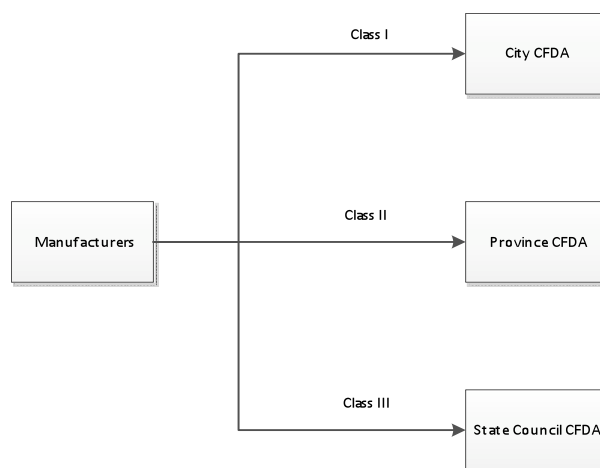 Class I
City CFDA
Class II
Manufacturers
Province CFDA
Class III
State Council CFDA